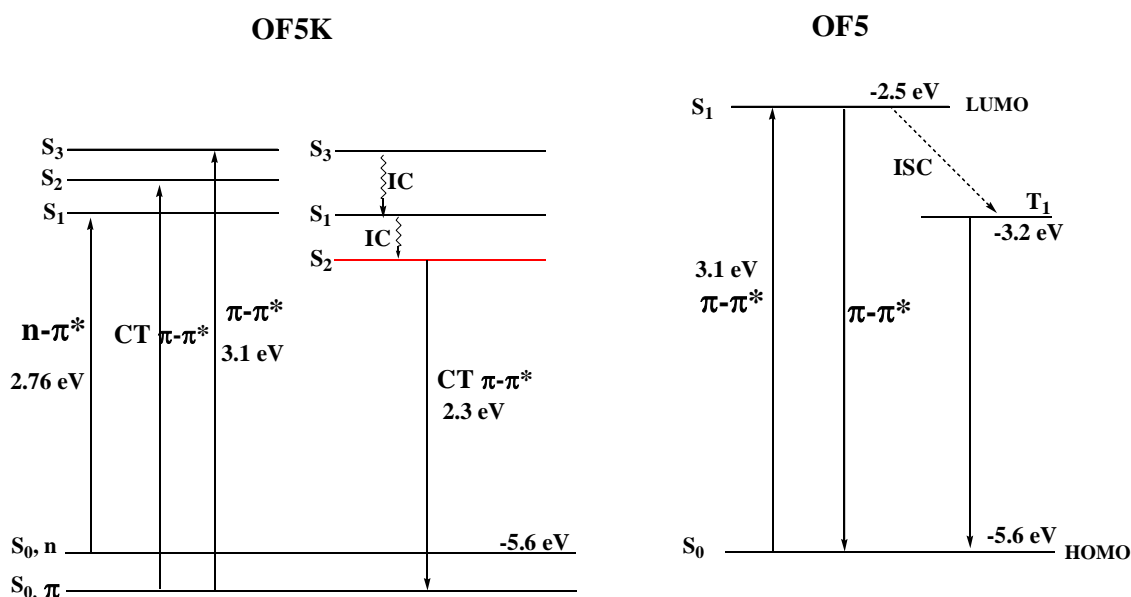 OF5K
OF5
S3
S2
S1
n-π*
2.76 eV
CT π-π*
π-π*
3.1 eV
S3
IC
S1
IC
S2
CT π-π*
2.3 eV
S0, n
-5.6 eV
S0, π
S1
-2.5 eV
LUMO
ISC
T1
-3.2 eV
3.1 eV
π-π*
π-π*
S0
-5.6 eV
HOMO